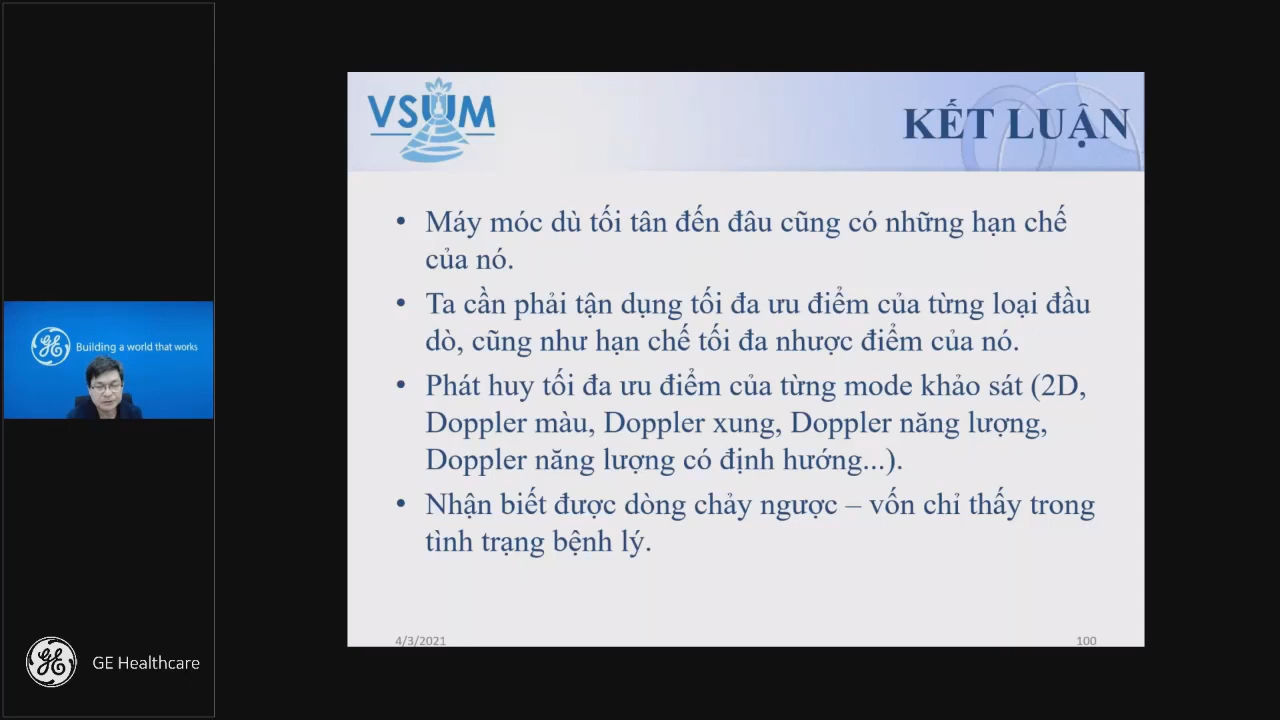 VSUM
KẾT LUẬN
• Máy móc dù tối tân đến đâu cũng có những hạn chế
của nó.
• Ta cần phải tận dụng tối đa ưu điểm của từng loại đầu
dò, cũng như hạn chế tối đa nhược điểm của nó.
• Phát huy tối đa ưu điểm của từng mode khảo sát (2D,
Doppler màu, Doppler xung, Doppler năng lượng,
Doppler năng lượng có định hướng...).
• Nhận biết được dòng chảy ngược – vốn chỉ thấy trong
tình trạng bệnh lý.
4/3/2021
100
GE Building a world that works
GE GE Healthcare